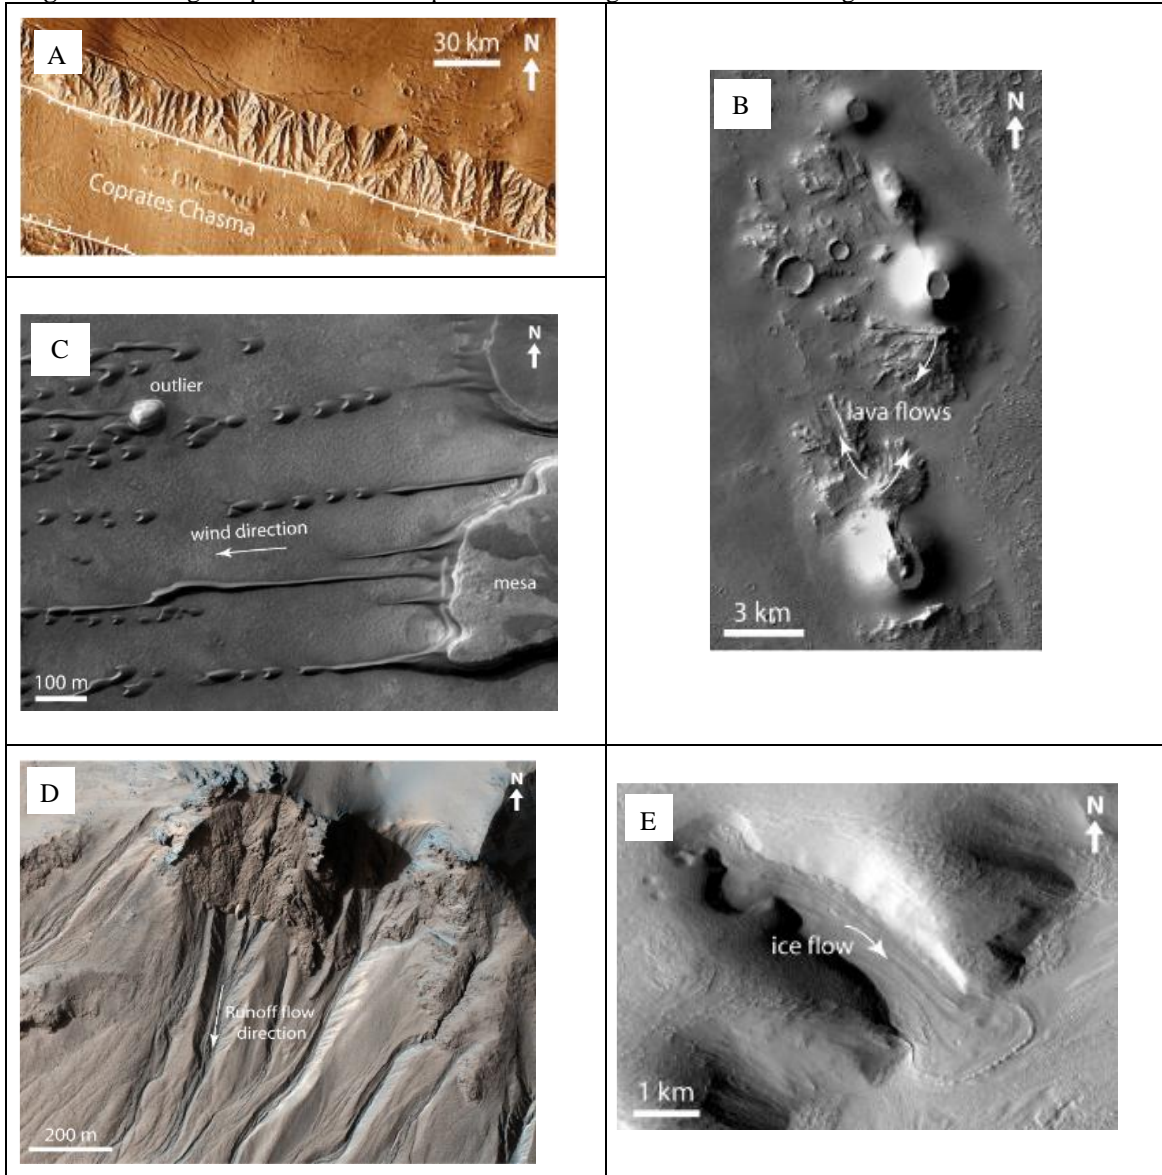 A
30 km
N
Coprates Chasma
B
N
lava flows
3 km
C
N
outlier
wind direction
mesa
100 m
D
N
Runoff flow
direction
200 m
E
N
ice flow
1 km